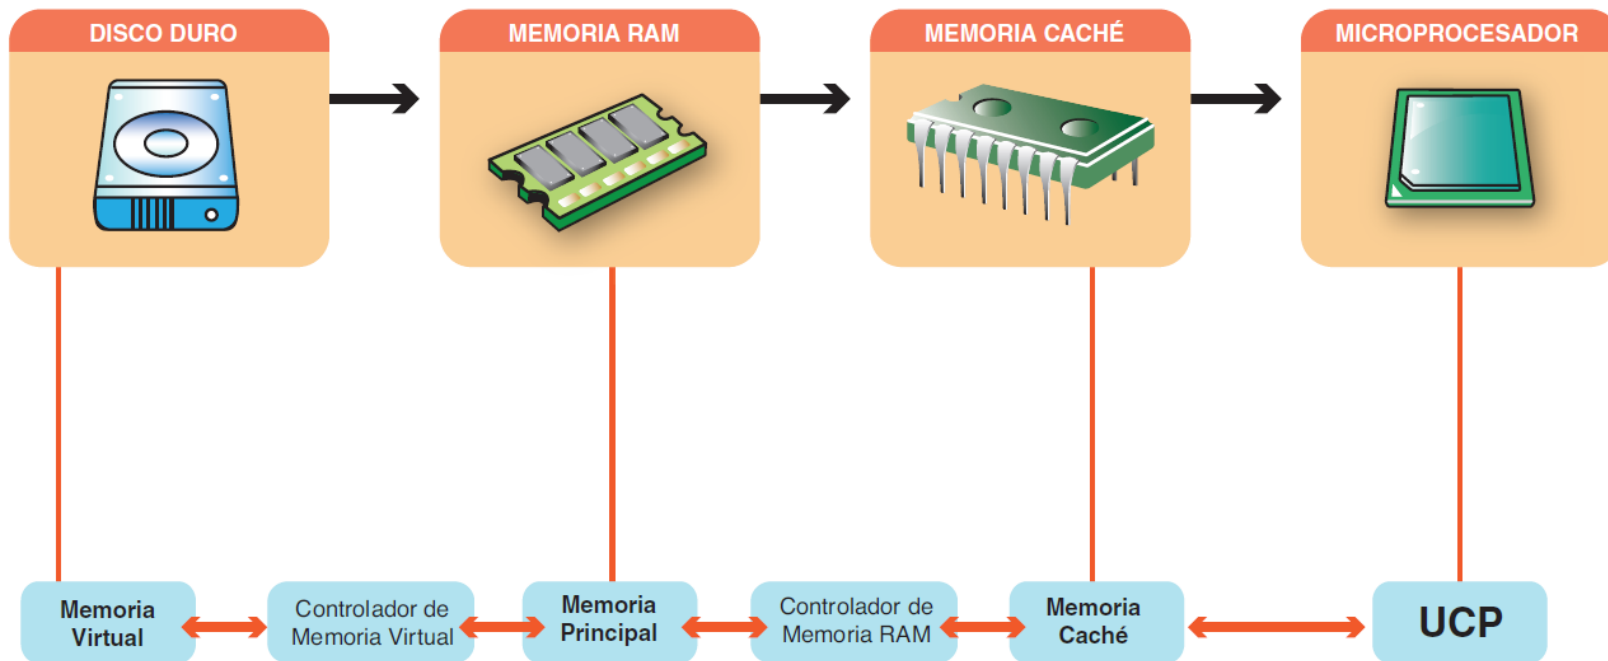 DISCO DURO
MEMORIA RAM
MEMORIA CACHÉ
MICROPROCESADOR
Memoria
Virtual
Controlador de
Memoria Virtual
Memoria
Principal
Controlador de
Memoria RAM
Memoria
Caché
UCP